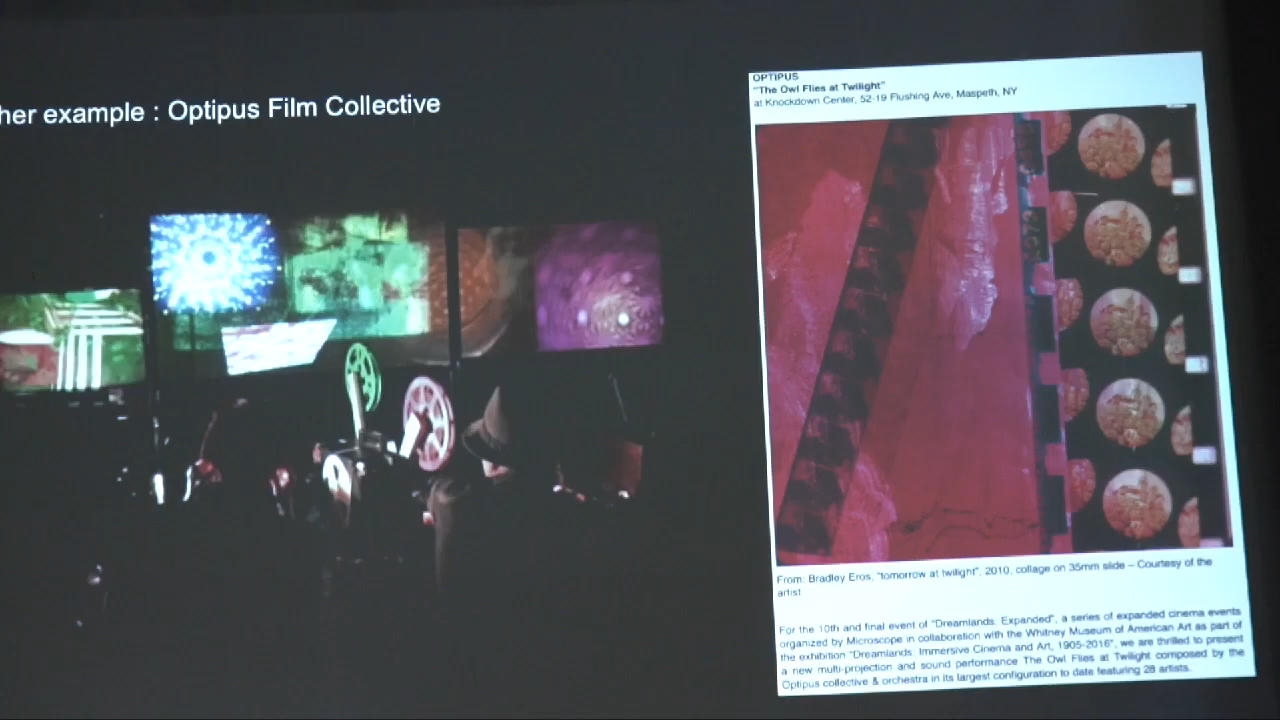 her example : Optipus Film Collective
OPTIPUS
"The Owl Flies at Twilight"
at Knockdown Center, 52-19 Flushing Ave, Maspeth, NY
1973
From: Bradley Eros, "tomorrow at twilight", 2010, collage on 35mm slide – Courtesy of the
artist
For the 10th and final event of "Dreamlands: Expanded", a series of expanded cinema events
organized by Microscope in collaboration with the Whitney Museum of American Art as part of
the exhibition "Dreamlands: Immersive Cinema and Art, 1905-2016", we are thrilled to present
a new multi-projection and sound performance The Owl Flies at Twilight composed by the
Optipus collective & orchestra in its largest configuration to date featuring 28 artists.